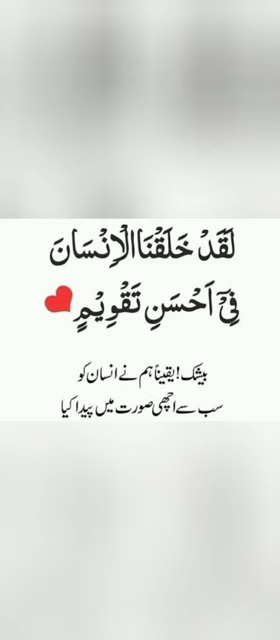 لَقَدْ خَلَقْنَا الْاِنْسَانَ
فِیْۤ اَحْسَنِ تَقْوِیْمٍ❤️
بیشک! یقیناً ہم نے انسان کو
سب سے اچھی صورت میں پیدا کیا